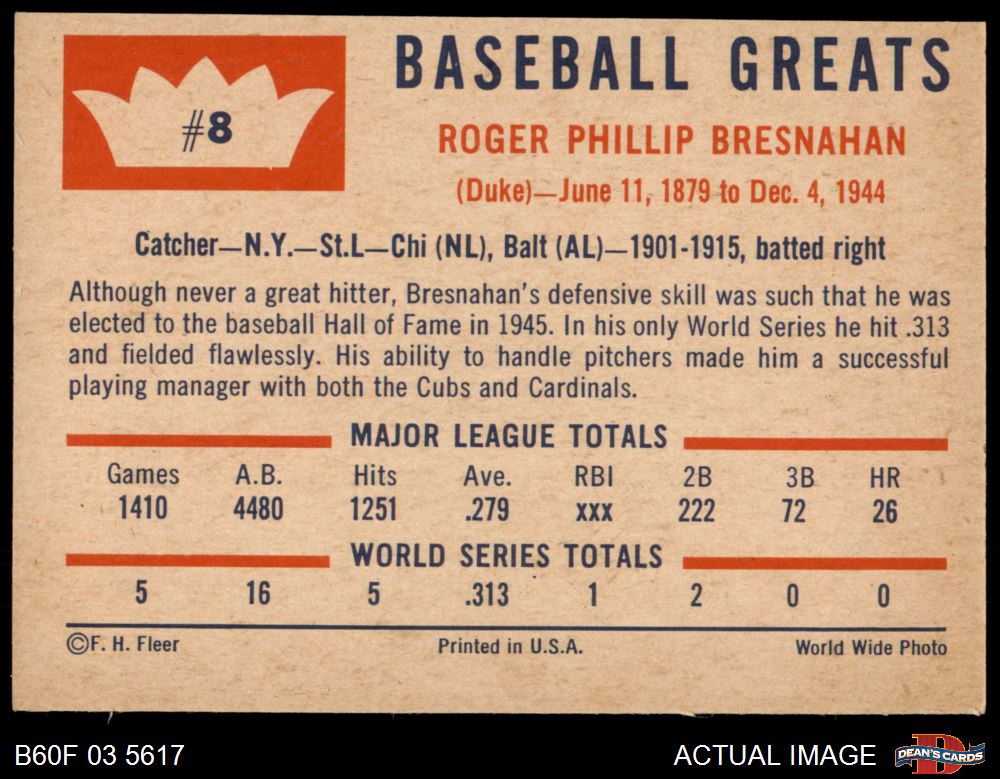 #8
BASEBALL GREATS
ROGER PHILLIP BRESNAHAN
(Duke)—June 11, 1879 to Dec. 4, 1944
Catcher—N.Y.—St.L—Chi (NL), Balt (AL)—1901-1915, batted right
Although never a great hitter, Bresnahan's defensive skill was such that he was
elected to the baseball Hall of Fame in 1945. In his only World Series he hit .313
and fielded flawlessly. His ability to handle pitchers made him a successful
playing manager with both the Cubs and Cardinals.
MAJOR LEAGUE TOTALS
Games A.B. Hits Ave. RBI 2B 3B HR
1410 4480 1251 .279 xxx 222 72 26
WORLD SERIES TOTALS
5 16 5 .313 1 2 0 0
©F. H. Fleer Printed in U.S.A. World Wide Photo
B60F 03 5617 ACTUAL IMAGE DEAN'S CARDS